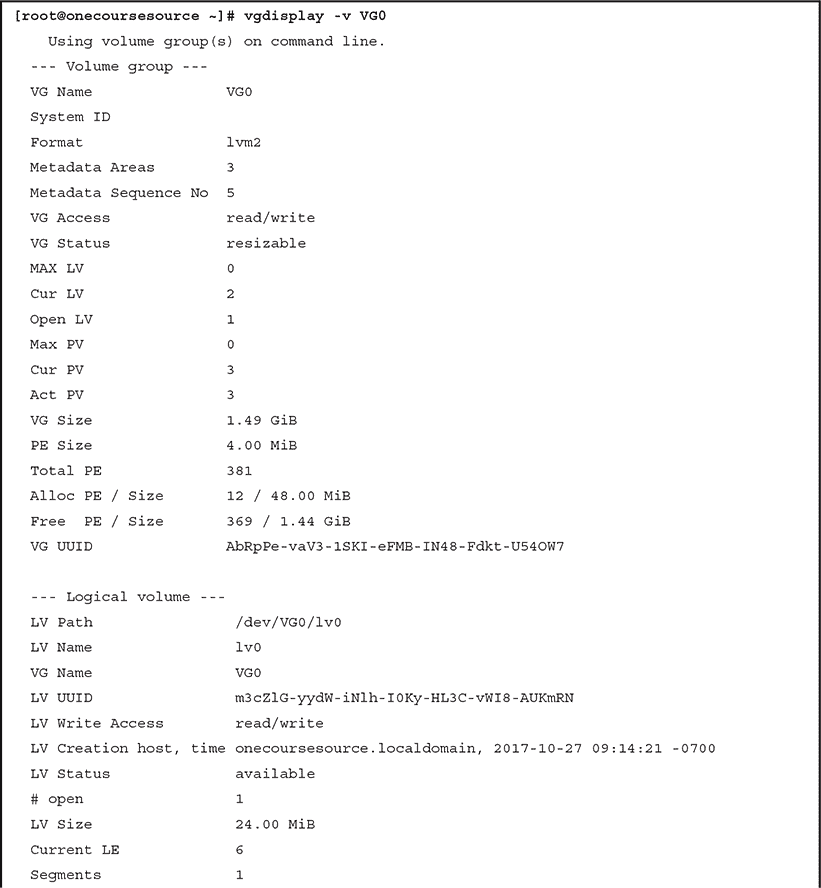 [root@onecoursesource ~]# vgdisplay -v VG0
Using volume group(s) on command line.
--- Volume group ---
VG Name VG0
System ID
Format lvm2
Metadata Areas 3
Metadata Sequence No 5
VG Access read/write
VG Status resizable
MAX LV 0
Cur LV 2
Open LV 1
Max PV 0
Cur PV 3
Act PV 3
VG Size 1.49 GiB
PE Size 4.00 MiB
Total PE 381
Alloc PE / Size 12 / 48.00 MiB
Free PE / Size 369 / 1.44 GiB
VG UUID AbRpPe-vaV3-1SKI-eFMB-IN48-Fdkt-U54OW7
--- Logical volume ---
LV Path /dev/VG0/lv0
LV Name lv0
VG Name VG0
LV UUID m3cZlG-yydW-iNlh-I0Ky-HL3C-vWI8-AUKmRN
LV Write Access read/write
LV Creation host, time onecoursesource.localdomain, 2017-10-27 09:14:21 -0700
LV Status available
# open 1
LV Size 24.00 MiB
Current LE 6
Segments 1